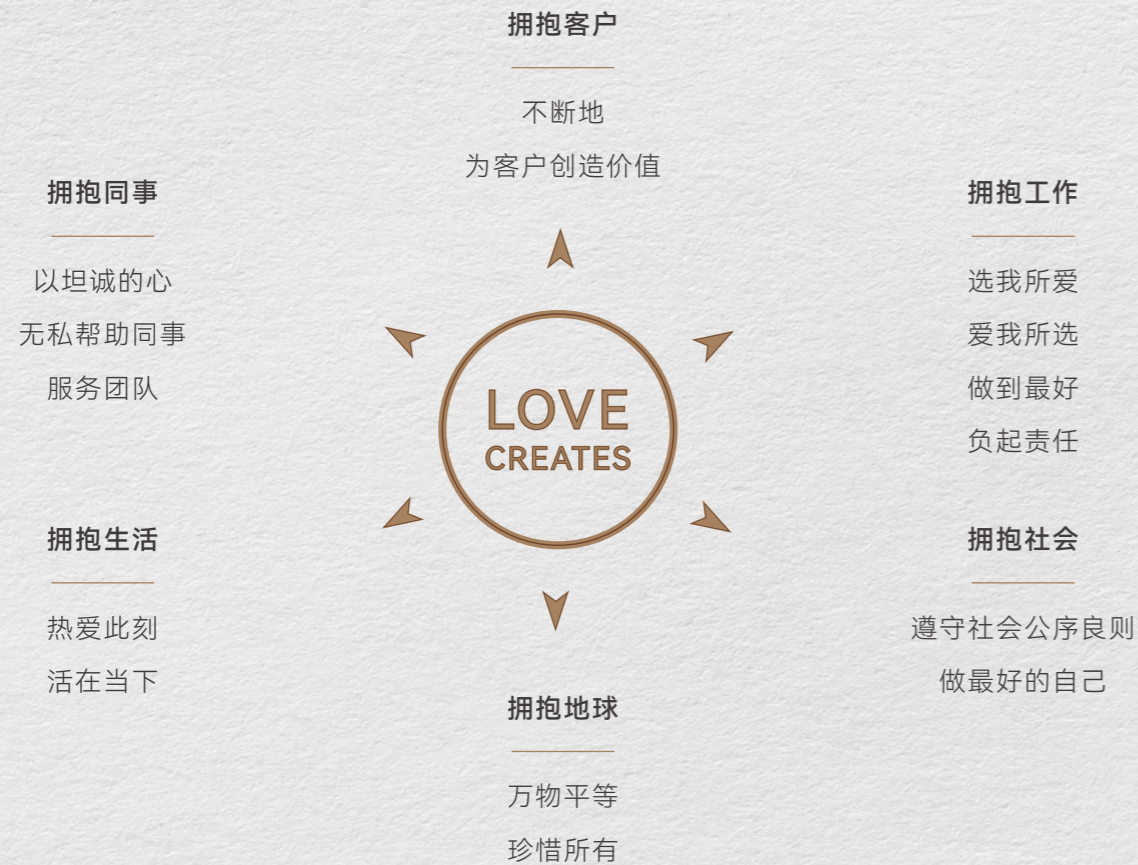 拥抱客户
不断地
为客户创造价值
拥抱同事
以坦诚的心
无私帮助同事
服务团队
拥抱工作
选我所爱
爱我所选
做到最好
负起责任
LOVE
CREATES
拥抱生活
热爱此刻
活在当下
拥抱社会
遵守社会公序良则
做最好的自己
拥抱地球
万物平等
珍惜所有